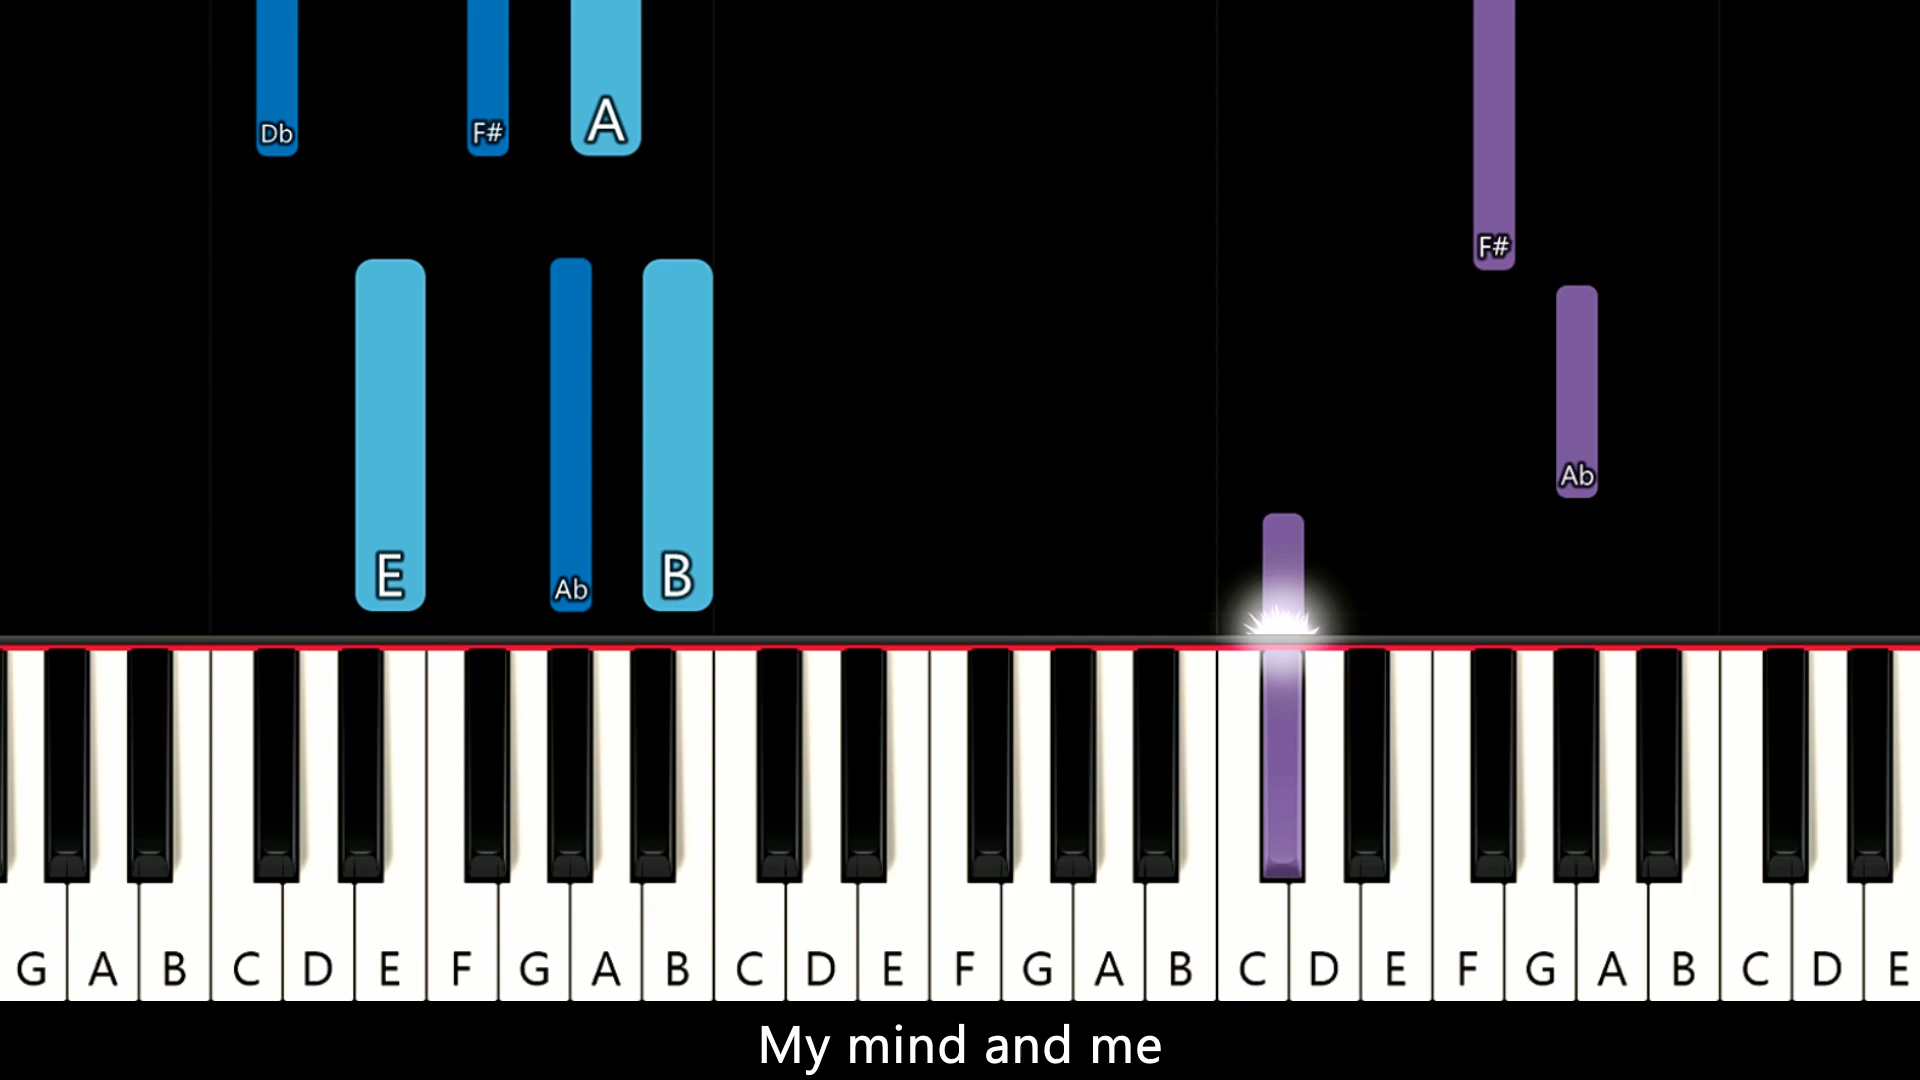 Db F# A
F#
Ab
E Ab B
G A B C D E F G A B C D E F G A B C D E F G A B C D E
My mind and me